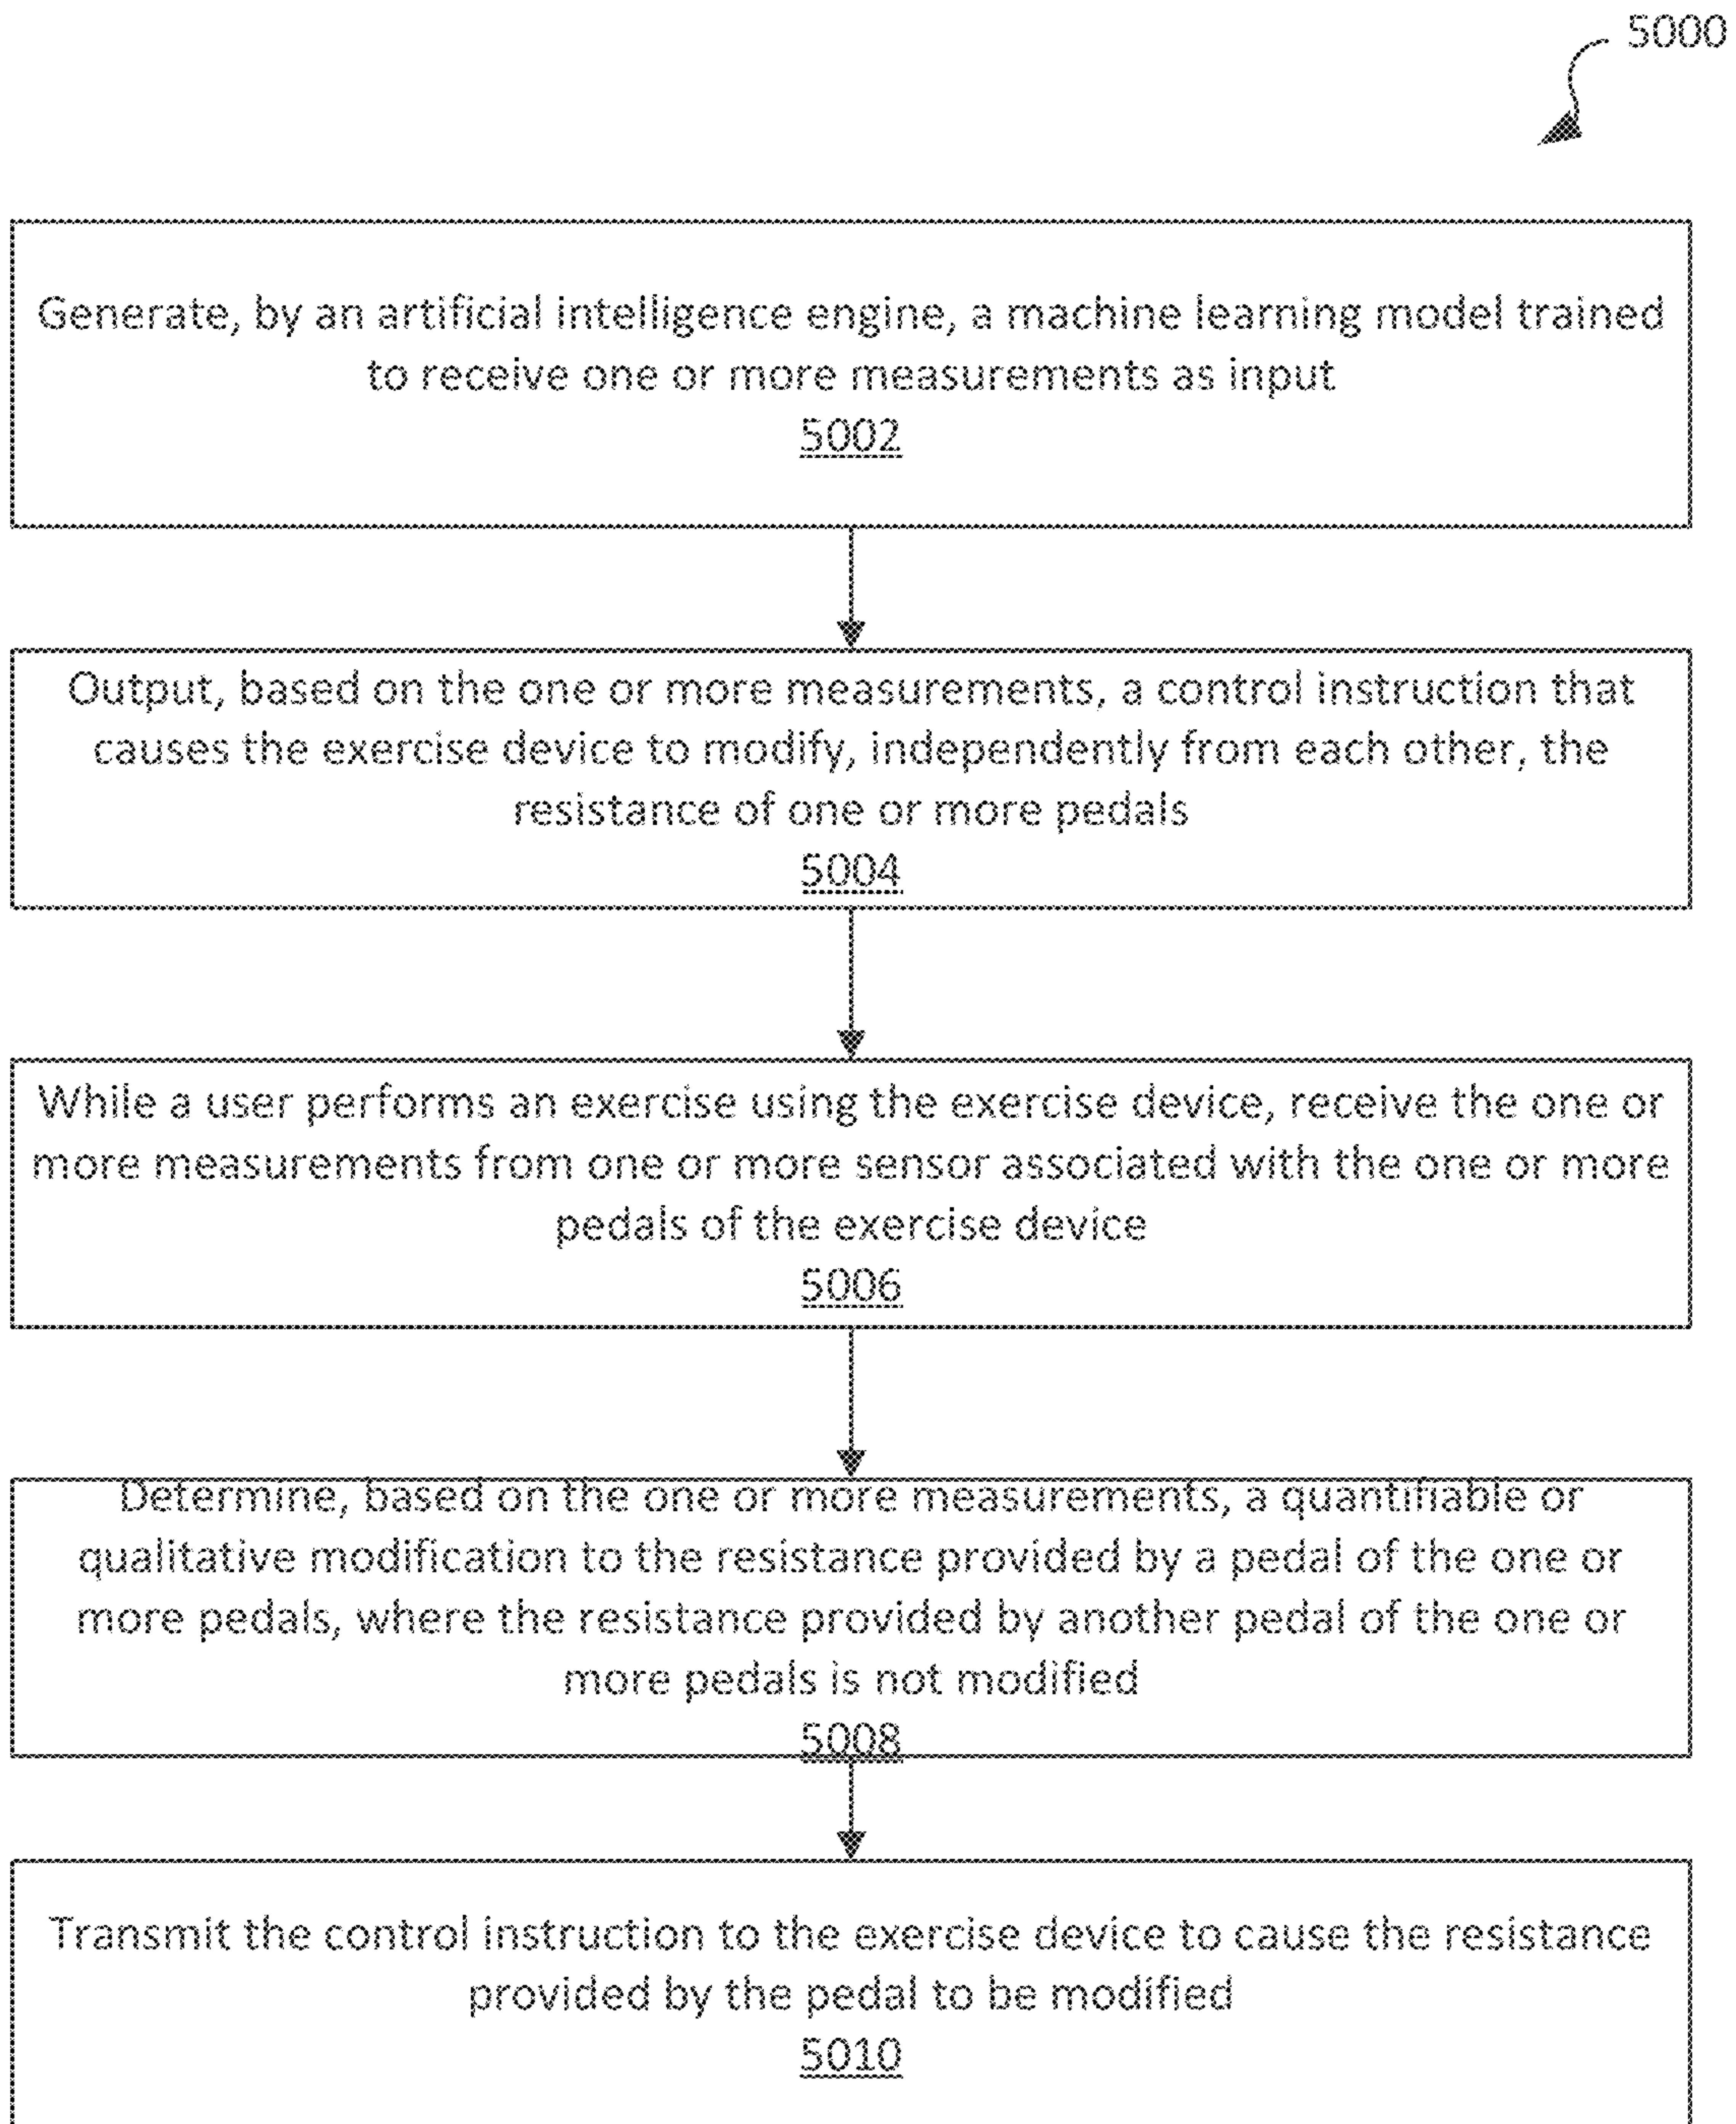 5000
Generate, by an artificial intelligence engine, a machine learning model trained
to receive one or more measurements as input
5002
Output, based on the one or more measurements, a control instruction that
causes the exercise device to modify, independently from each other, the
resistance of one or more pedals
5004
While a user performs an exercise using the exercise device, receive the one or
more measurements from one or more sensor associated with the one or more
pedals of the exercise device
5006
Determine, based on the one or more measurements, a quantifiable or
qualitative modification to the resistance provided by a pedal of the one or
more pedals, where the resistance provided by another pedal of the one or
more pedals is not modified
5008
Transmit the control instruction to the exercise device to cause the resistance
provided by the pedal to be modified
5010